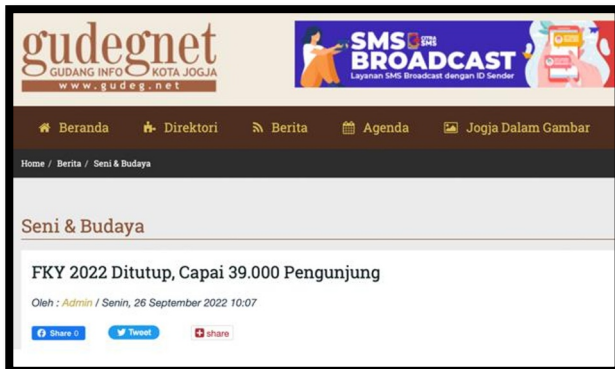 gudegnet
GUDANG INFO KOTA JOGJA
www.gudeg.net
SMS CITRA SMS
BROADCAST
Layanan SMS Broadcast dengan ID Sender
Beranda Direktori Berita Agenda Jogja Dalam Gambar
Home / Berita / Seni & Budaya
Seni & Budaya
FKY 2022 Ditutup, Capai 39.000 Pengunjung
Oleh : Admin / Senin, 26 September 2022 10:07
Share 0 Tweet share